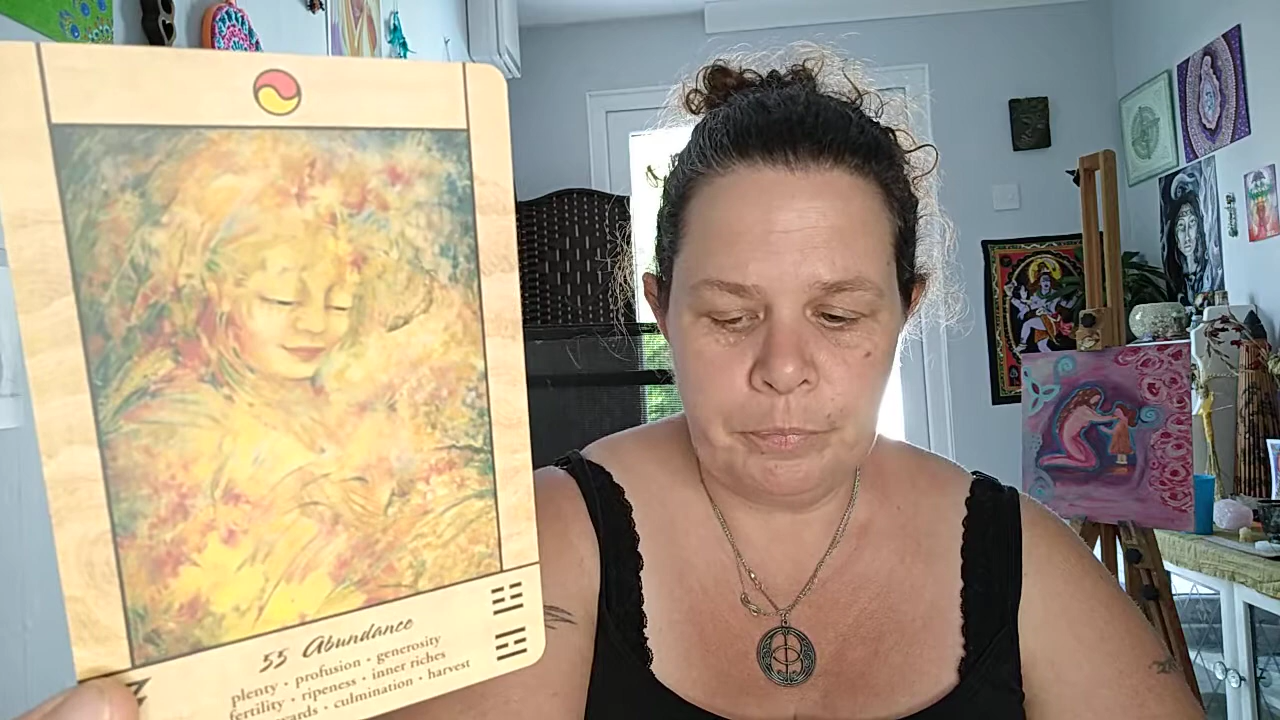 55 Abundance
plenty · profusion · generosity
fertility · ripeness · inner riches
culmination · harvest